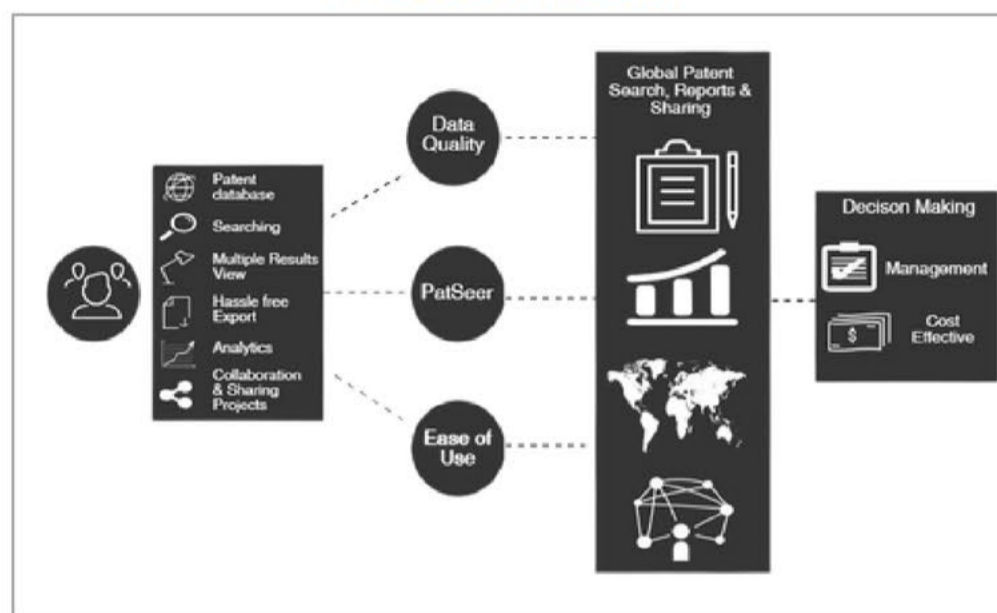 Patent
database
Searching
Multiple Results
View
Hassle free
Export
Analytics
Collaboration
& Sharing
Projects
Data
Quality
PatSeer
Ease of
Use
Global Patent
Search, Reports &
Sharing
Decison Making
Management
$
Cost
Effective